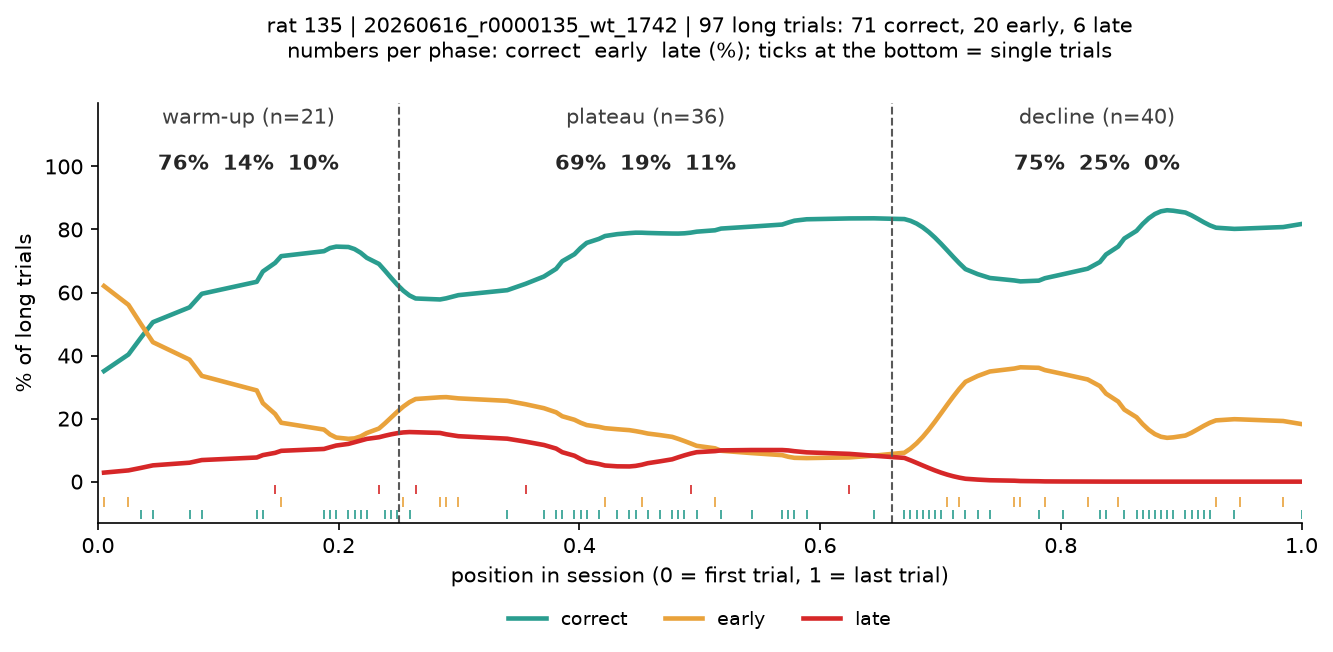 rat 135 | 20260616_r0000135_wt_1742 | 97 long trials: 71 correct, 20 early, 6 late
numbers per phase: correct  early  late (%); ticks at the bottom = single trials
warm-up (n=21)
plateau (n=36)
decline (n=40)
76%  14%  10%
69%  19%  11%
75%  25%  0%
% of long trials
100
80
60
40
20
0
0.0
0.2
0.4
0.6
0.8
1.0
position in session (0 = first trial, 1 = last trial)
correct
early
late